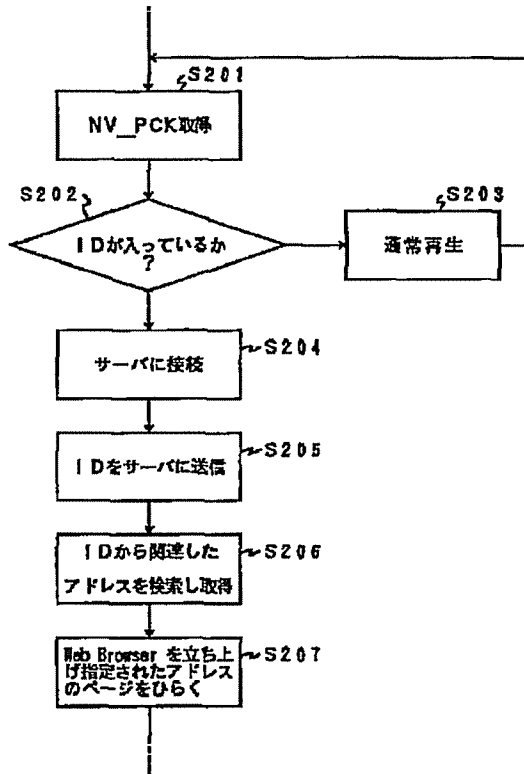 S201
NV_PCK取得
S202
IDが入っているか
?
S203
通常再生
サーバに接続
S204
IDをサーバに送信
S205
IDから関連した
アドレスを検索し取得
S206
Web Browser を立ち上
げ指定されたアドレス
のページをひらく
S207